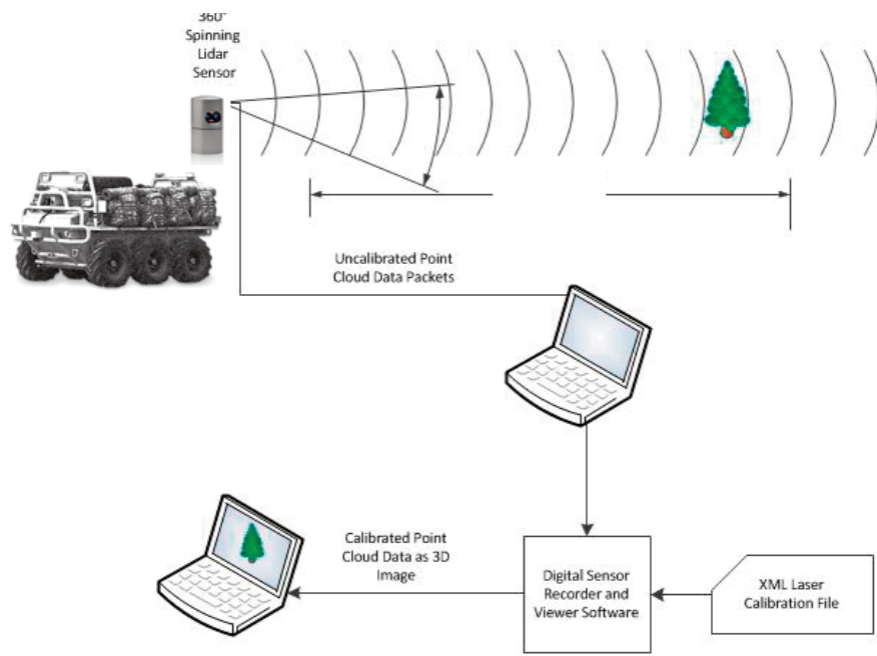 360°
Spinning
Lidar
Sensor
Uncalibrated Point
Cloud Data Packets
Calibrated Point
Cloud Data as 3D
Image
Digital Sensor
Recorder and
Viewer Software
XML Laser
Calibration File